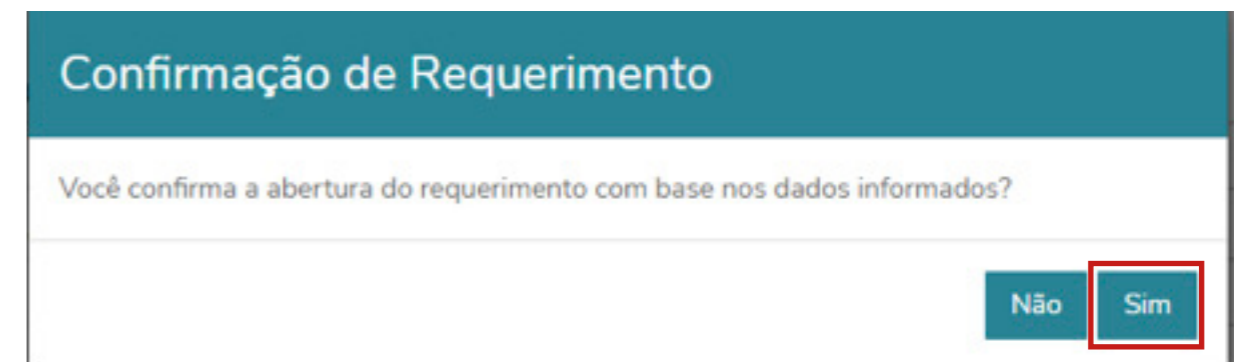 Confirmação de Requerimento
Você confirma a abertura do requerimento com base nos dados informados?
Não Sim